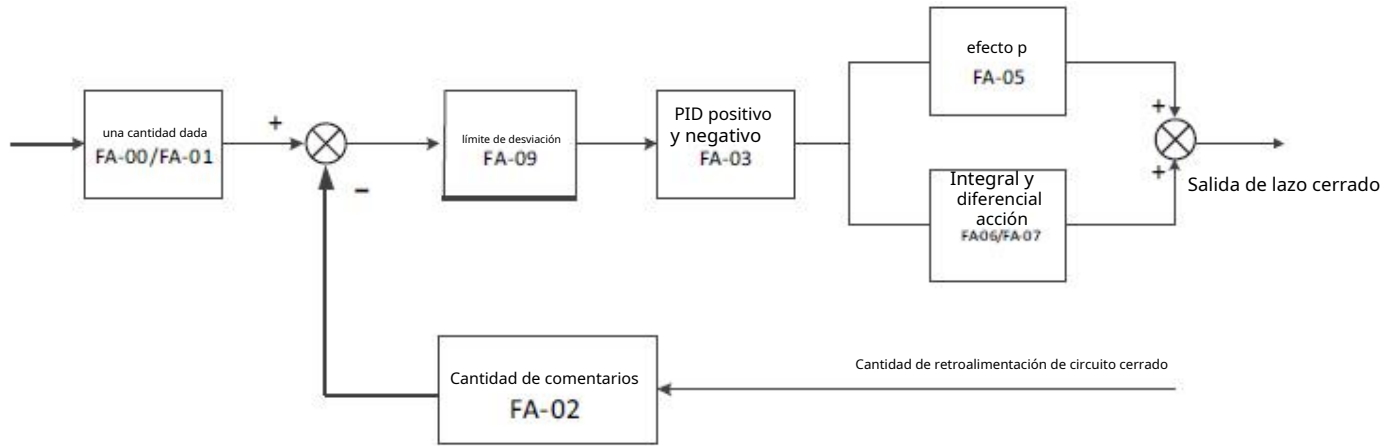 una cantidad dada
FA-00/FA-01
+
−
límite de desviación
FA-09
PID positivo
y negativo
FA-03
efecto p
FA-05
Integral y
diferencial
acción
FA06/FA-07
+
+
Salida de lazo cerrado
Cantidad de comentarios
FA-02
Cantidad de retroalimentación de circuito cerrado